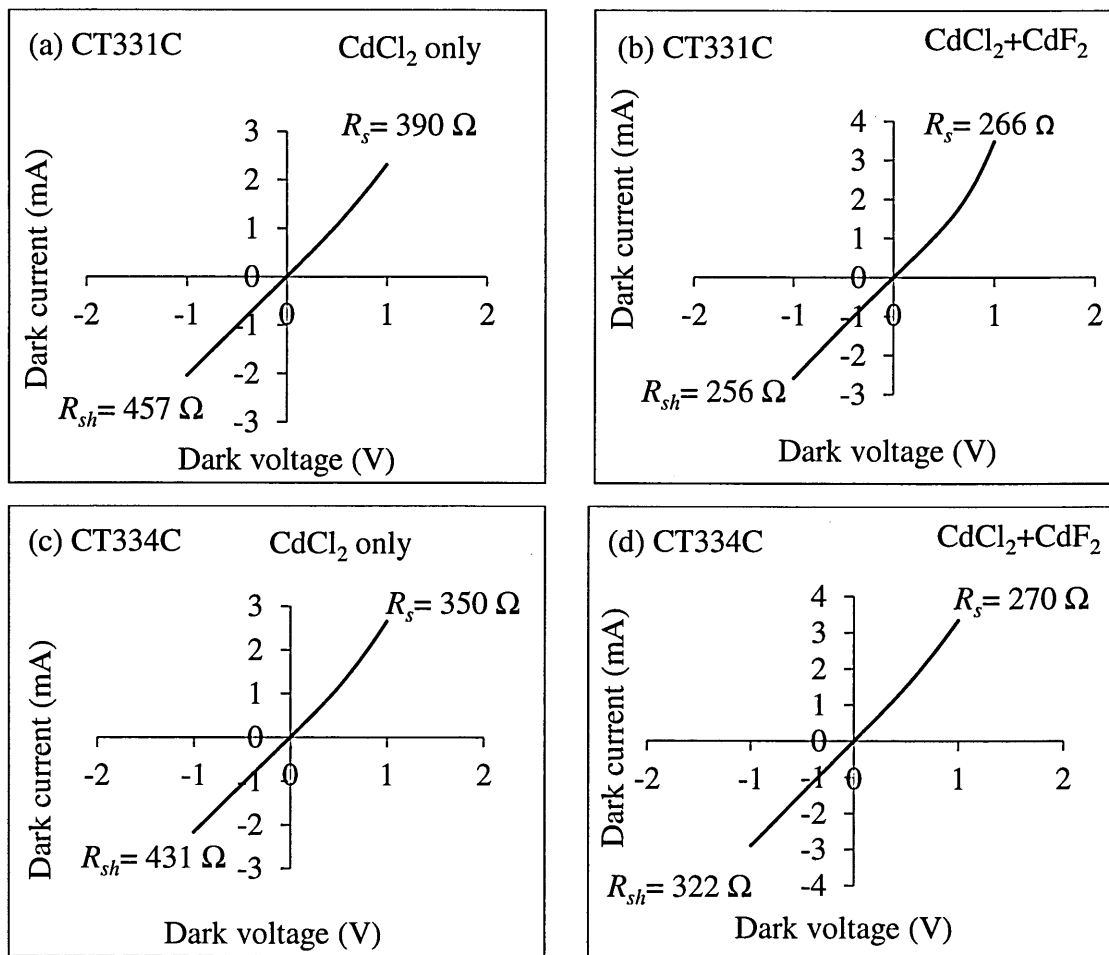 (a) CT331C CdCl2 only
Rs= 390 Ω
Dark current (mA)
3
2
1
0
-1
-2
-3
-2 -1 0 1 2
Rsh= 457 Ω
Dark voltage (V)
(b) CT331C CdCl2+CdF2
Rs= 266 Ω
Dark current (mA)
4
3
2
1
0
-1
-2
-3
-2 -1 0 1 2
Rsh= 256 Ω
Dark voltage (V)
(c) CT334C CdCl2 only
Rs= 350 Ω
Dark current (mA)
3
2
1
0
-1
-2
-3
-2 -1 0 1 2
Rsh= 431 Ω
Dark voltage (V)
(d) CT334C CdCl2+CdF2
Rs= 270 Ω
Dark current (mA)
4
3
2
1
0
-1
-2
-3
-4
-2 -1 0 1 2
Rsh= 322 Ω
Dark voltage (V)